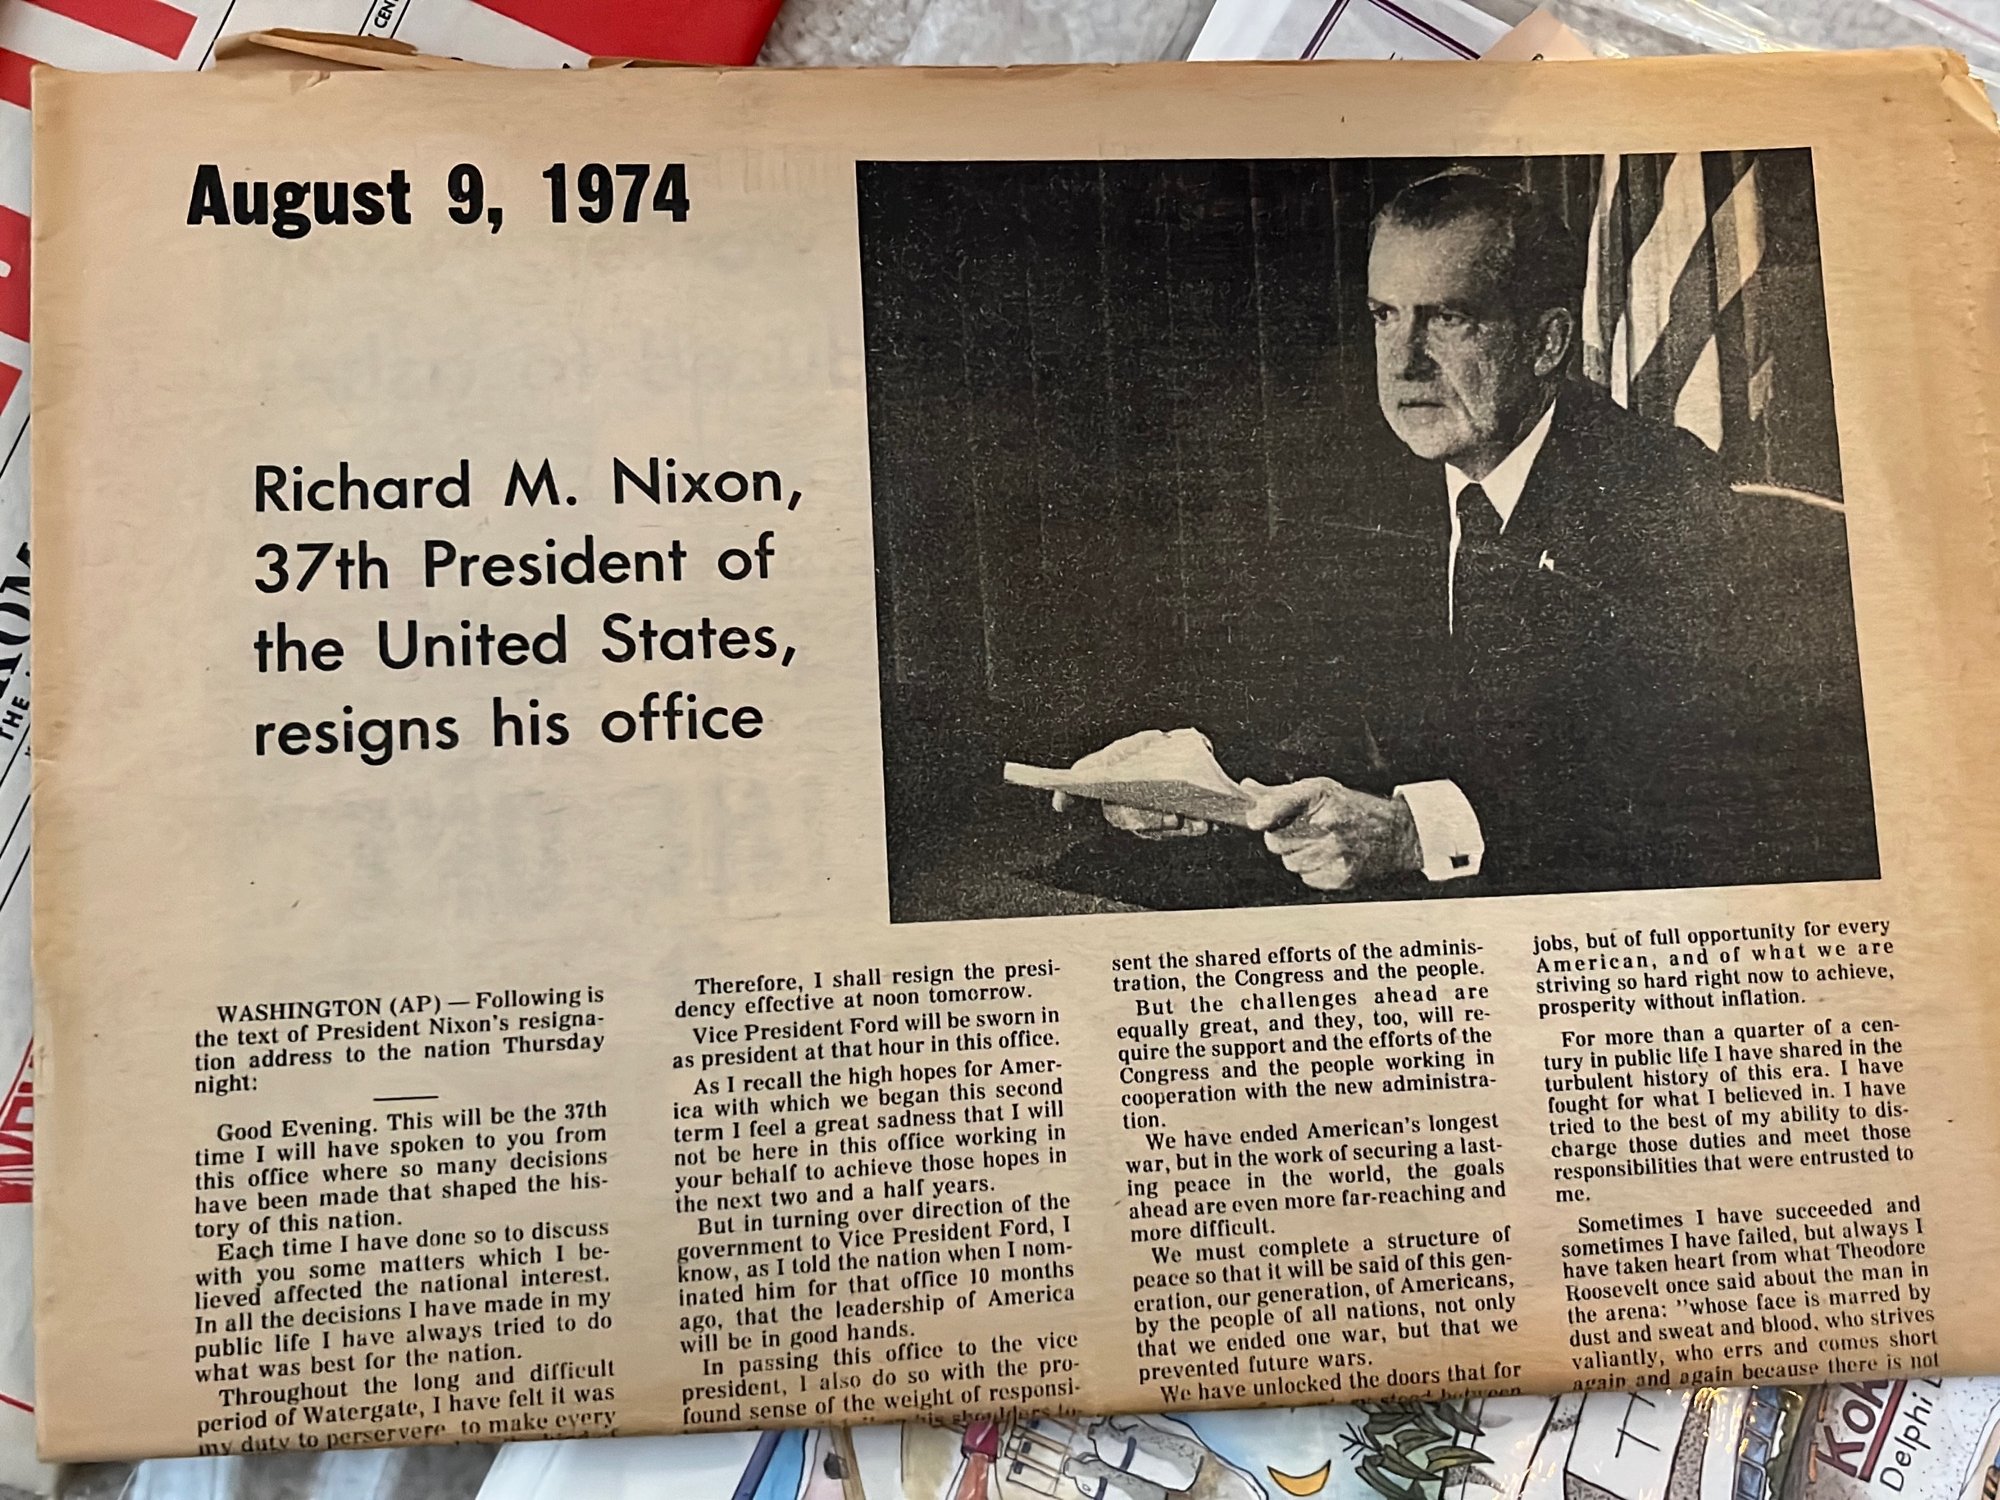 August 9, 1974
Richard M. Nixon,
37th President of
the United States,
resigns his office
WASHINGTON (AP) — Following is
the text of President Nixon's resigna-
tion address to the nation Thursday
night:
Good Evening. This will be the 37th
time I will have spoken to you from
this office where so many decisions
have been made that shaped the his-
tory of this nation.
Each time I have done so to discuss
with you some matters which I be-
lieved affected the national interest.
In all the decisions I have made in my
public life I have always tried to do
what was best for the nation.
Throughout the long and difficult
period of Watergate, I have felt it was
my duty to perservere, to make every
Therefore, I shall resign the presi-
dency effective at noon tomorrow.
Vice President Ford will be sworn in
as president at that hour in this office.
As I recall the high hopes for Amer-
ica with which we began this second
term I feel a great sadness that I will
not be here in this office working in
your behalf to achieve those hopes in
the next two and a half years.
But in turning over direction of the
government to Vice President Ford, I
know, as I told the nation when I nom-
inated him for that office 10 months
ago, that the leadership of America
will be in good hands.
In passing this office to the vice
president, I also do so with the pro-
found sense of the weight of responsi-
sent the shared efforts of the adminis-
tration, the Congress and the people.
But the challenges ahead are
equally great, and they, too, will re-
quire the support and the efforts of the
Congress and the people working in
cooperation with the new administra-
tion.
We have ended American's longest
war, but in the work of securing a last-
ing peace in the world, the goals
ahead are even more far-reaching and
more difficult.
We must complete a structure of
peace so that it will be said of this gen-
eration, our generation, of Americans,
by the people of all nations, not only
that we ended one war, but that we
prevented future wars.
We have unlocked the doors that for
jobs, but of full opportunity for every
American, and of what we are
striving so hard right now to achieve,
prosperity without inflation.
For more than a quarter of a cen-
tury in public life I have shared in the
turbulent history of this era. I have
fought for what I believed in. I have
tried to the best of my ability to dis-
charge those duties and meet those
responsibilities that were entrusted to
me.
Sometimes I have succeeded and
sometimes I have failed, but always I
have taken heart from what Theodore
Roosevelt once said about the man in
the arena: "whose face is marred by
dust and sweat and blood, who strives
valiantly, who errs and comes short
again and again because there is not
THE
Kok
Delphi